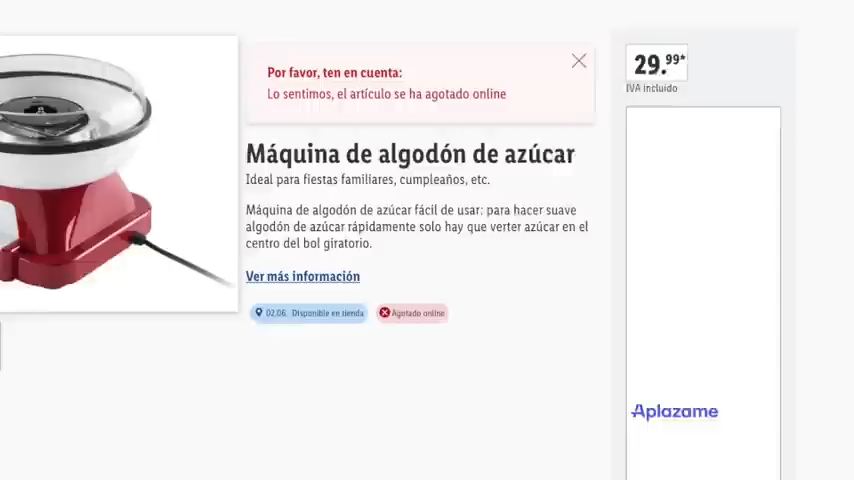 Por favor, ten en cuenta:
Lo sentimos, el artículo se ha agotado online
Máquina de algodón de azúcar
Ideal para fiestas familiares, cumpleaños, etc.
Máquina de algodón de azúcar fácil de usar: para hacer suave
algodón de azúcar rápidamente solo hay que verter azúcar en el
centro del bol giratorio.
Ver más información
02.06. Disponible en tienda
Agotado online
29.99*
IVA incluido
Aplazame